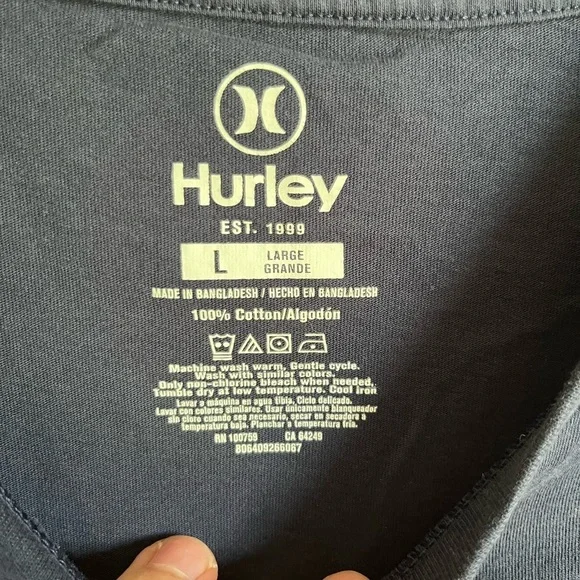 Hurley
EST. 1999
L LARGE
GRANDE
MADE IN BANGLADESH / HECHO EN BANGLADESH
100% Cotton/Algodón
Machine wash warm, Gentle cycle.
Wash with similar colors.
Only non-chlorine bleach when needed,
Tumble dry at low temperature. Cool iron
Lavar a máquina en agua tibia. Ciclo delicado.
Lavar con colores similares. Usar únicamente blanqueador
sin cloro cuando sea necesario, secar en secadora a
temperatura baja. Planchar a temperatura fria.
RN 100759 CA 64249
B06409266067